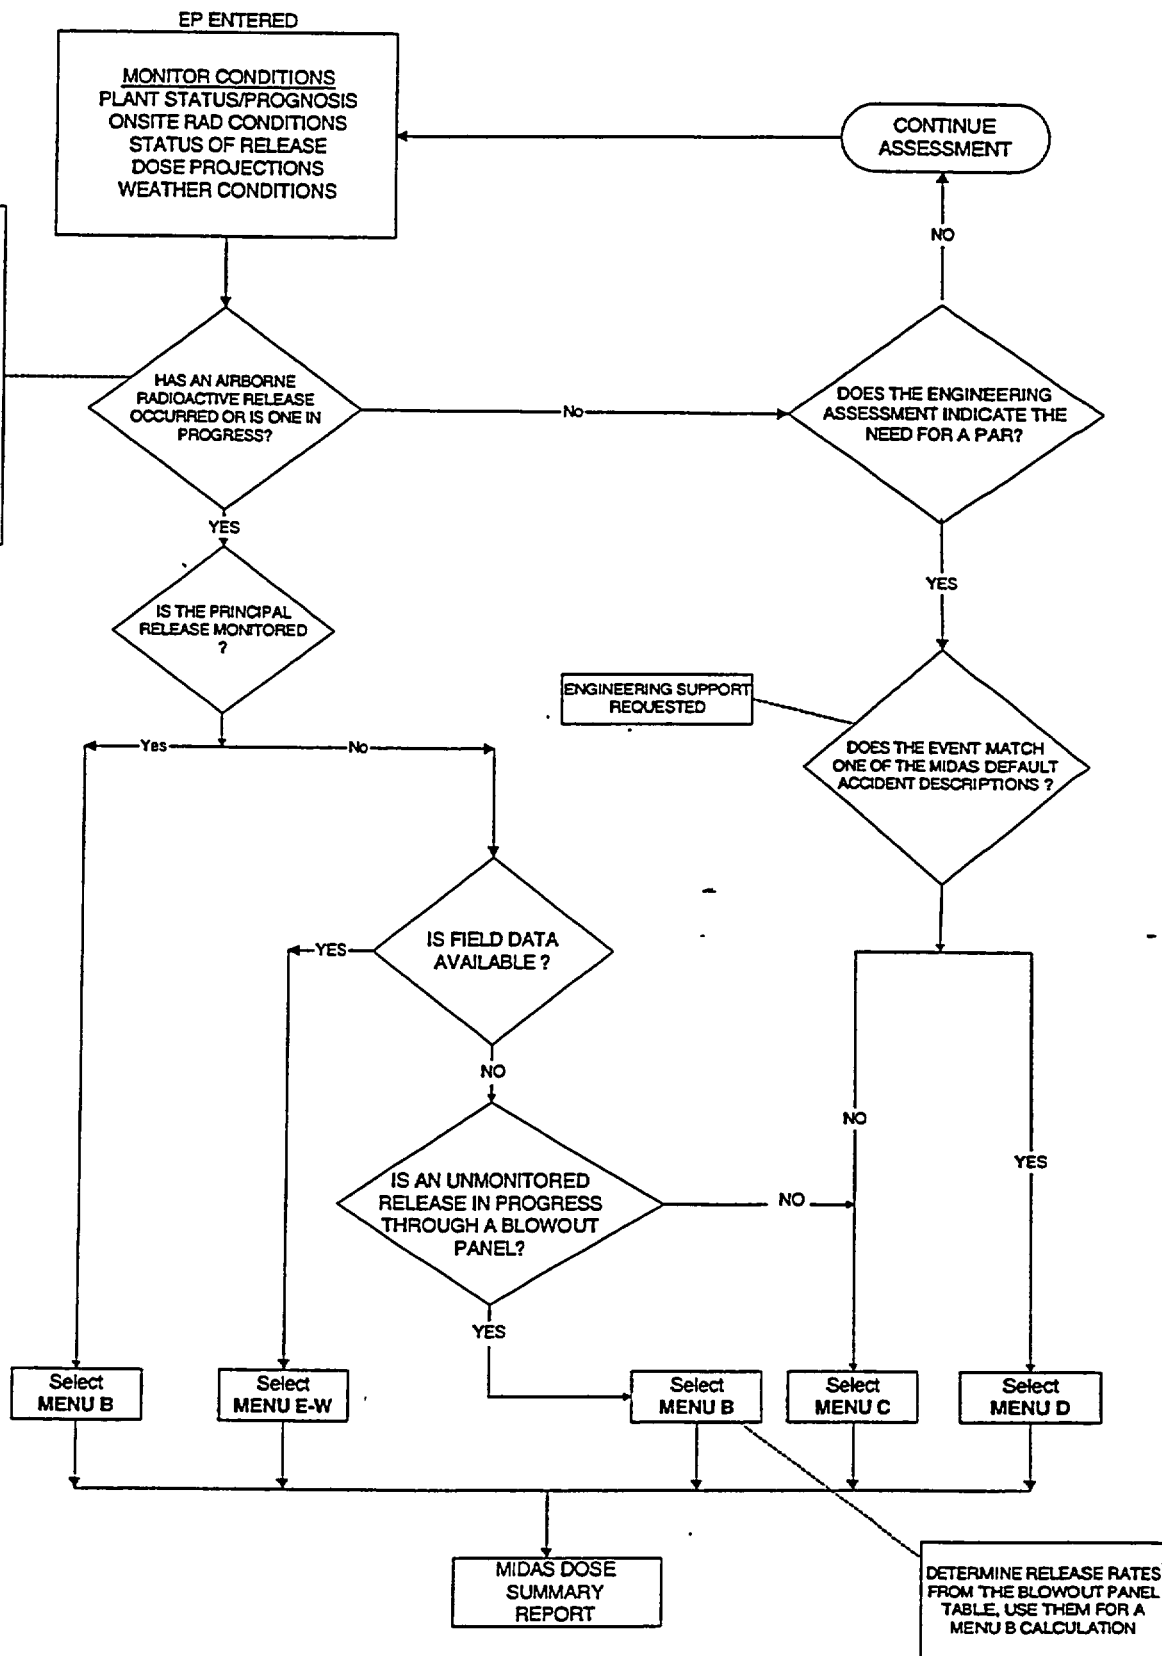 EP ENTERED
MONITOR CONDITIONS
PLANT STATUS/PROGNOSIS
ONSITE RAD CONDITIONS
STATUS OF RELEASE
DOSE PROJECTIONS
WEATHER CONDITIONS
CONTINUE
ASSESSMENT
NO
HAS AN AIRBORNE
RADIOACTIVE RELEASE
OCCURRED OR IS ONE IN
PROGRESS?
No
DOES THE ENGINEERING
ASSESSMENT INDICATE THE
NEED FOR A PAR?
YES
YES
IS THE PRINCIPAL
RELEASE MONITORED
?
ENGINEERING SUPPORT
REQUESTED
Yes
No
DOES THE EVENT MATCH
ONE OF THE MIDAS DEFAULT
ACCIDENT DESCRIPTIONS ?
YES
IS FIELD DATA
AVAILABLE ?
NO
NO
YES
IS AN UNMONITORED
RELEASE IN PROGRESS
THROUGH A BLOWOUT
PANEL?
NO
YES
Select
MENU B
Select
MENU E-W
Select
MENU B
Select
MENU C
Select
MENU D
MIDAS DOSE
SUMMARY
REPORT
DETERMINE RELEASE RATES
FROM THE BLOWOUT PANEL
TABLE, USE THEM FOR A
MENU B CALCULATION